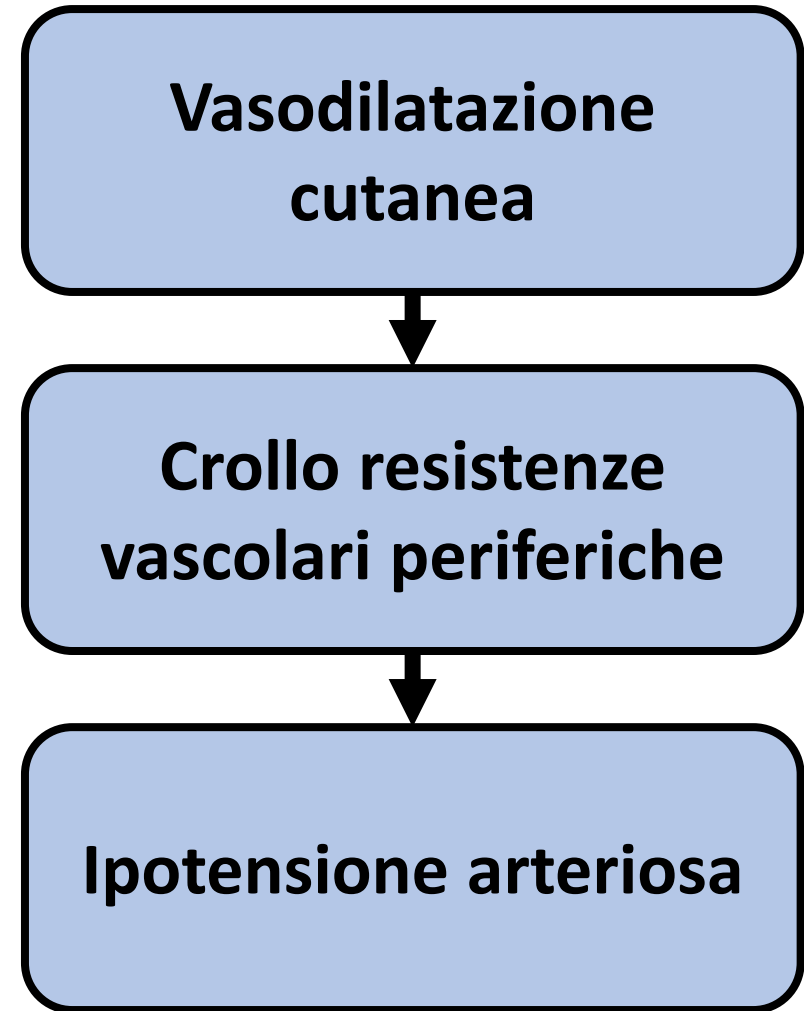 Vasodilatazione
cutanea
Crollo resistenze
vascolari periferiche
Ipotensione arteriosa